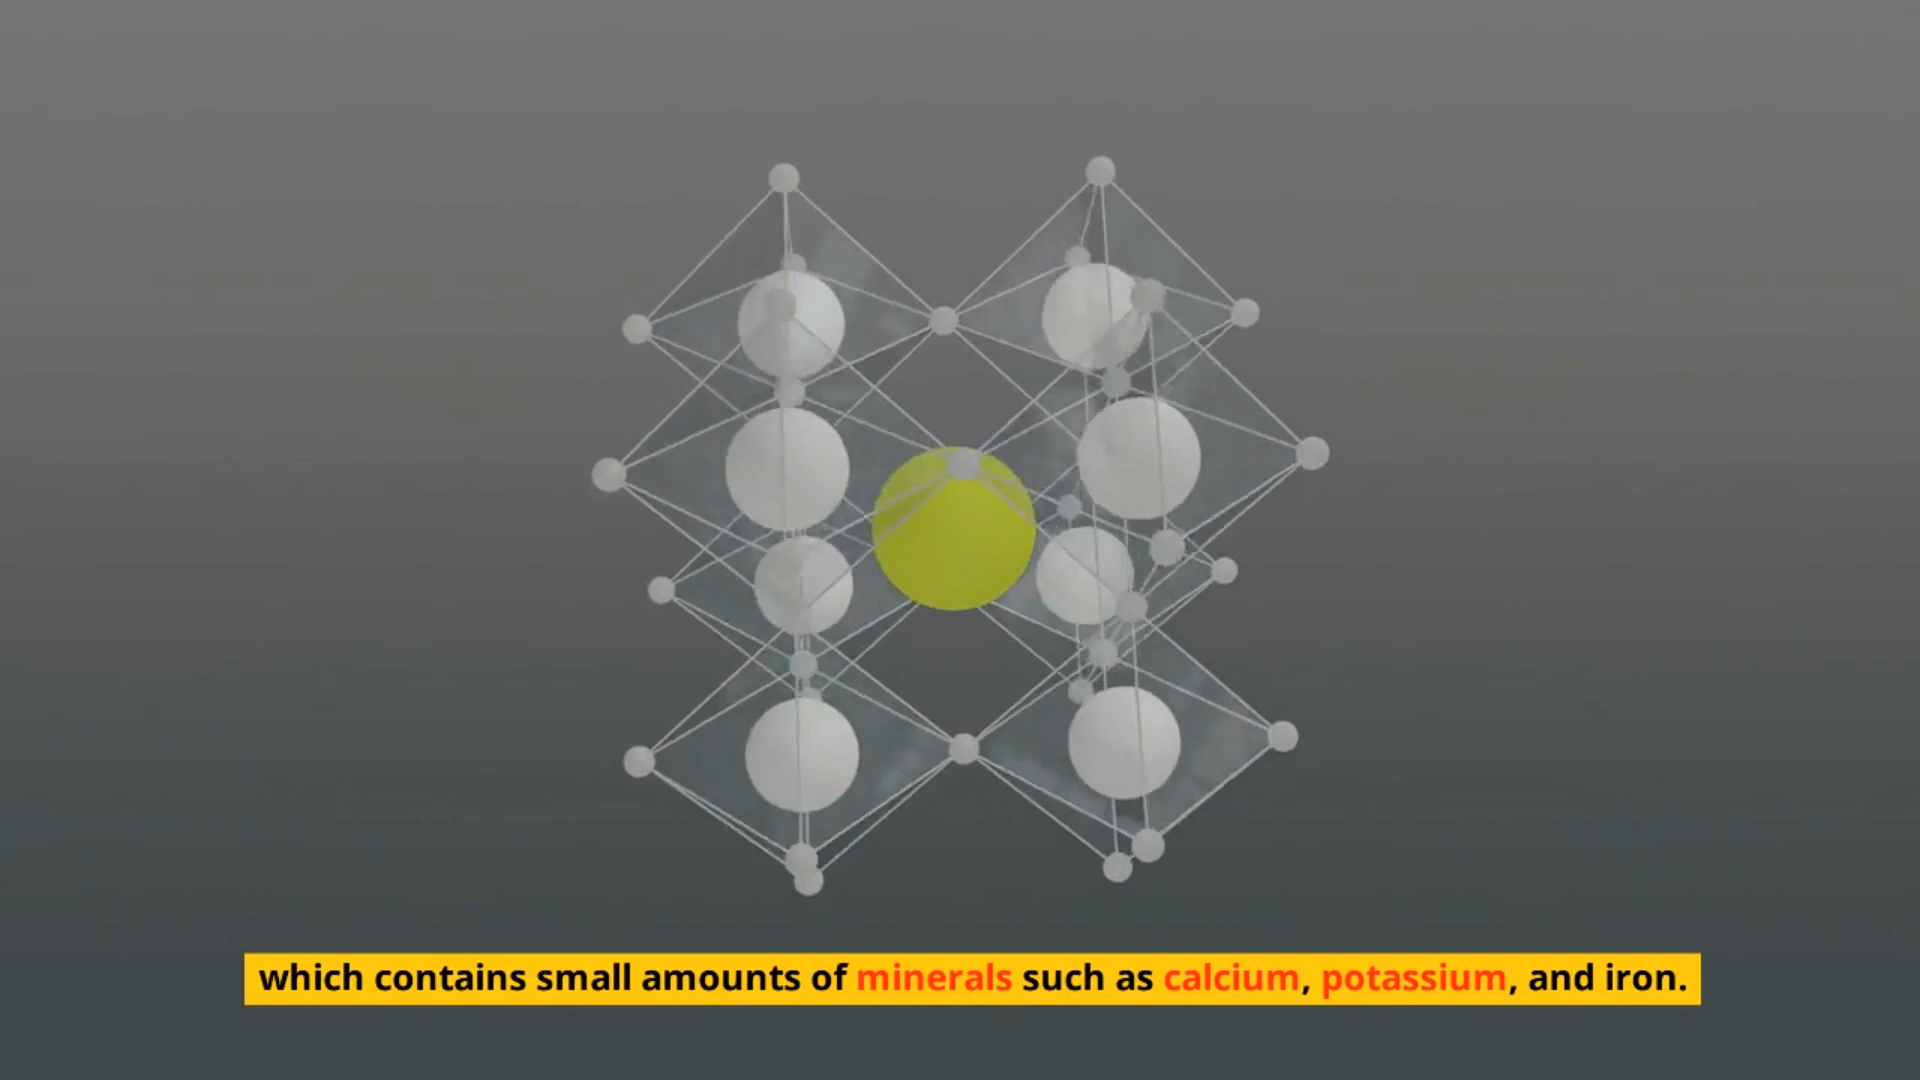 which contains small amounts of minerals such as calcium, potassium, and iron.